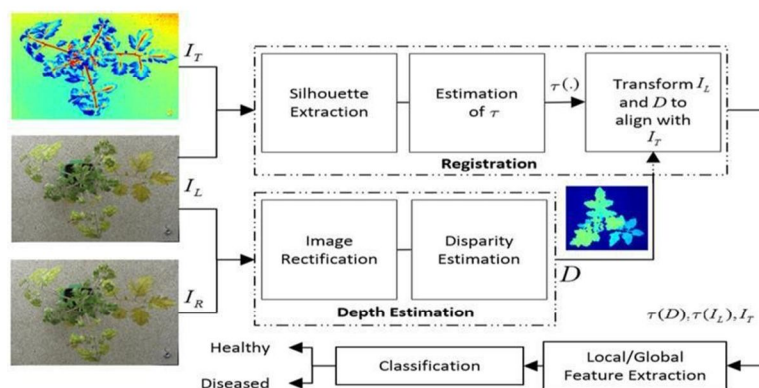 I_T
Silhouette
Extraction
Estimation
of τ
τ(.)
Transform I_L
and D to
align with
I_T
Registration
I_L
Image
Rectification
Disparity
Estimation
D
Depth Estimation
I_R
τ(D),τ(I_L),I_T
Healthy
Diseased
Classification
Local/Global
Feature Extraction